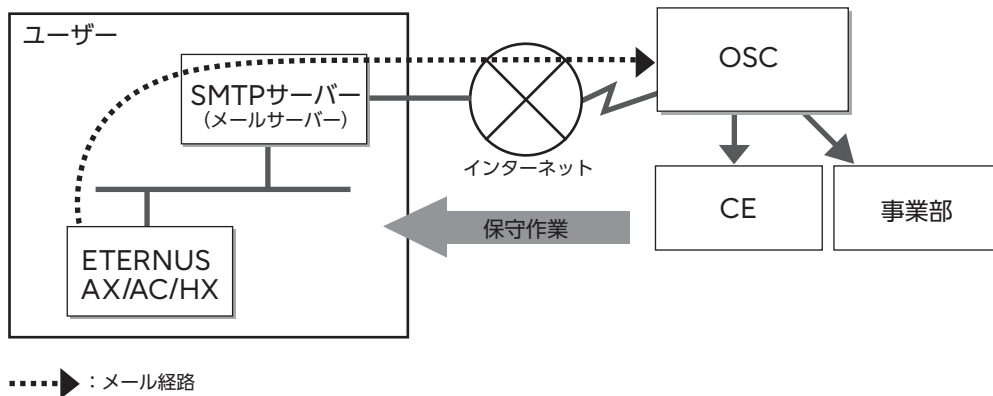 ユーザー
SMTPサーバー
（メールサーバー）
OSC
インターネット
CE
事業部
保守作業
ETERNUS
AX/AC/HX
：メール経路